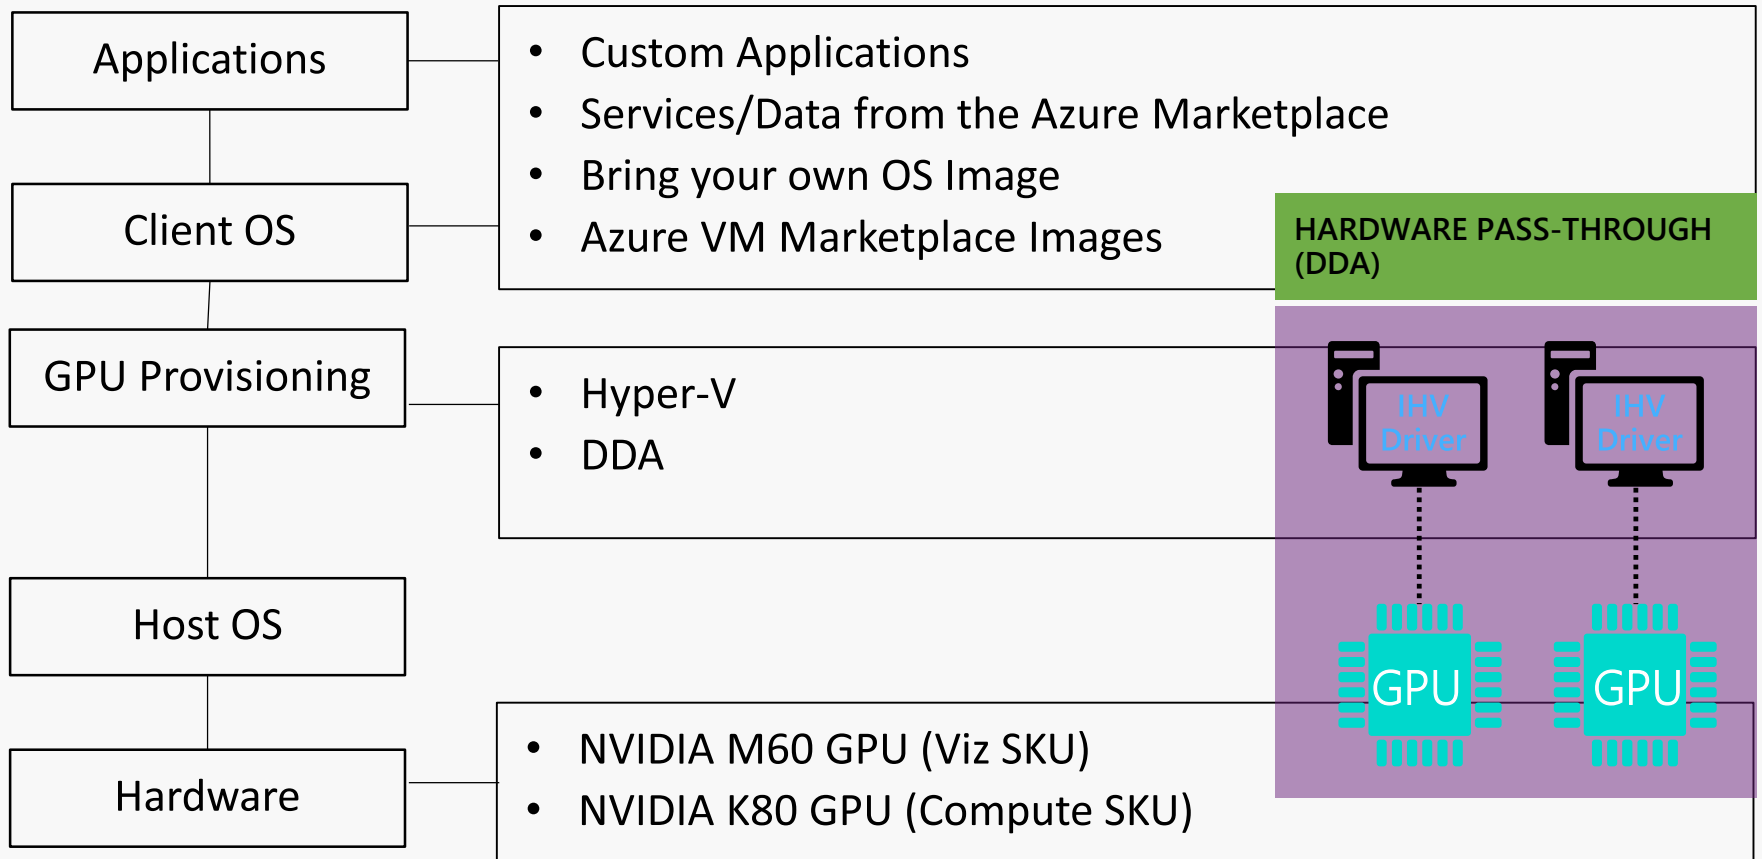 Applications
• Custom Applications
• Services/Data from the Azure Marketplace
• Bring your own OS Image
• Azure VM Marketplace Images
Client OS
HARDWARE PASS-THROUGH
(DDA)
GPU Provisioning
• Hyper-V
• DDA
IHV
Driver
IHV
Driver
Host OS
GPU
GPU
Hardware
• NVIDIA M60 GPU (Viz SKU)
• NVIDIA K80 GPU (Compute SKU)